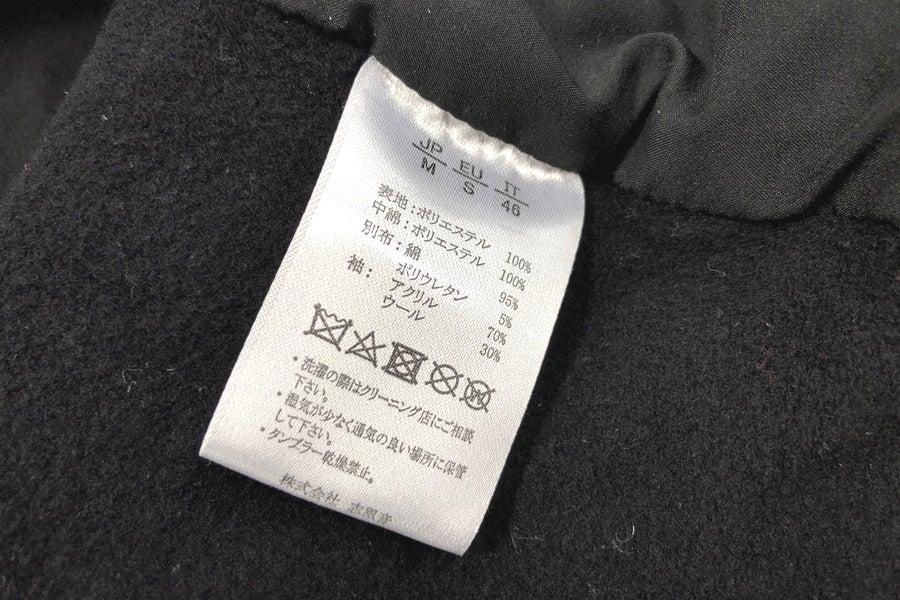 JP EU IT
M S 46
表地:ポリエステル 100%
中綿:ポリエステル 100%
別布:綿 95%
ポリウレタン 5%
袖: アクリル 70%
ウール 30%
・洗濯の際はクリーニング店にご相談
下さい。
・湿気が少なく通気の良い場所に保管
して下さい。
・タンブラー乾燥禁止。
株式会社